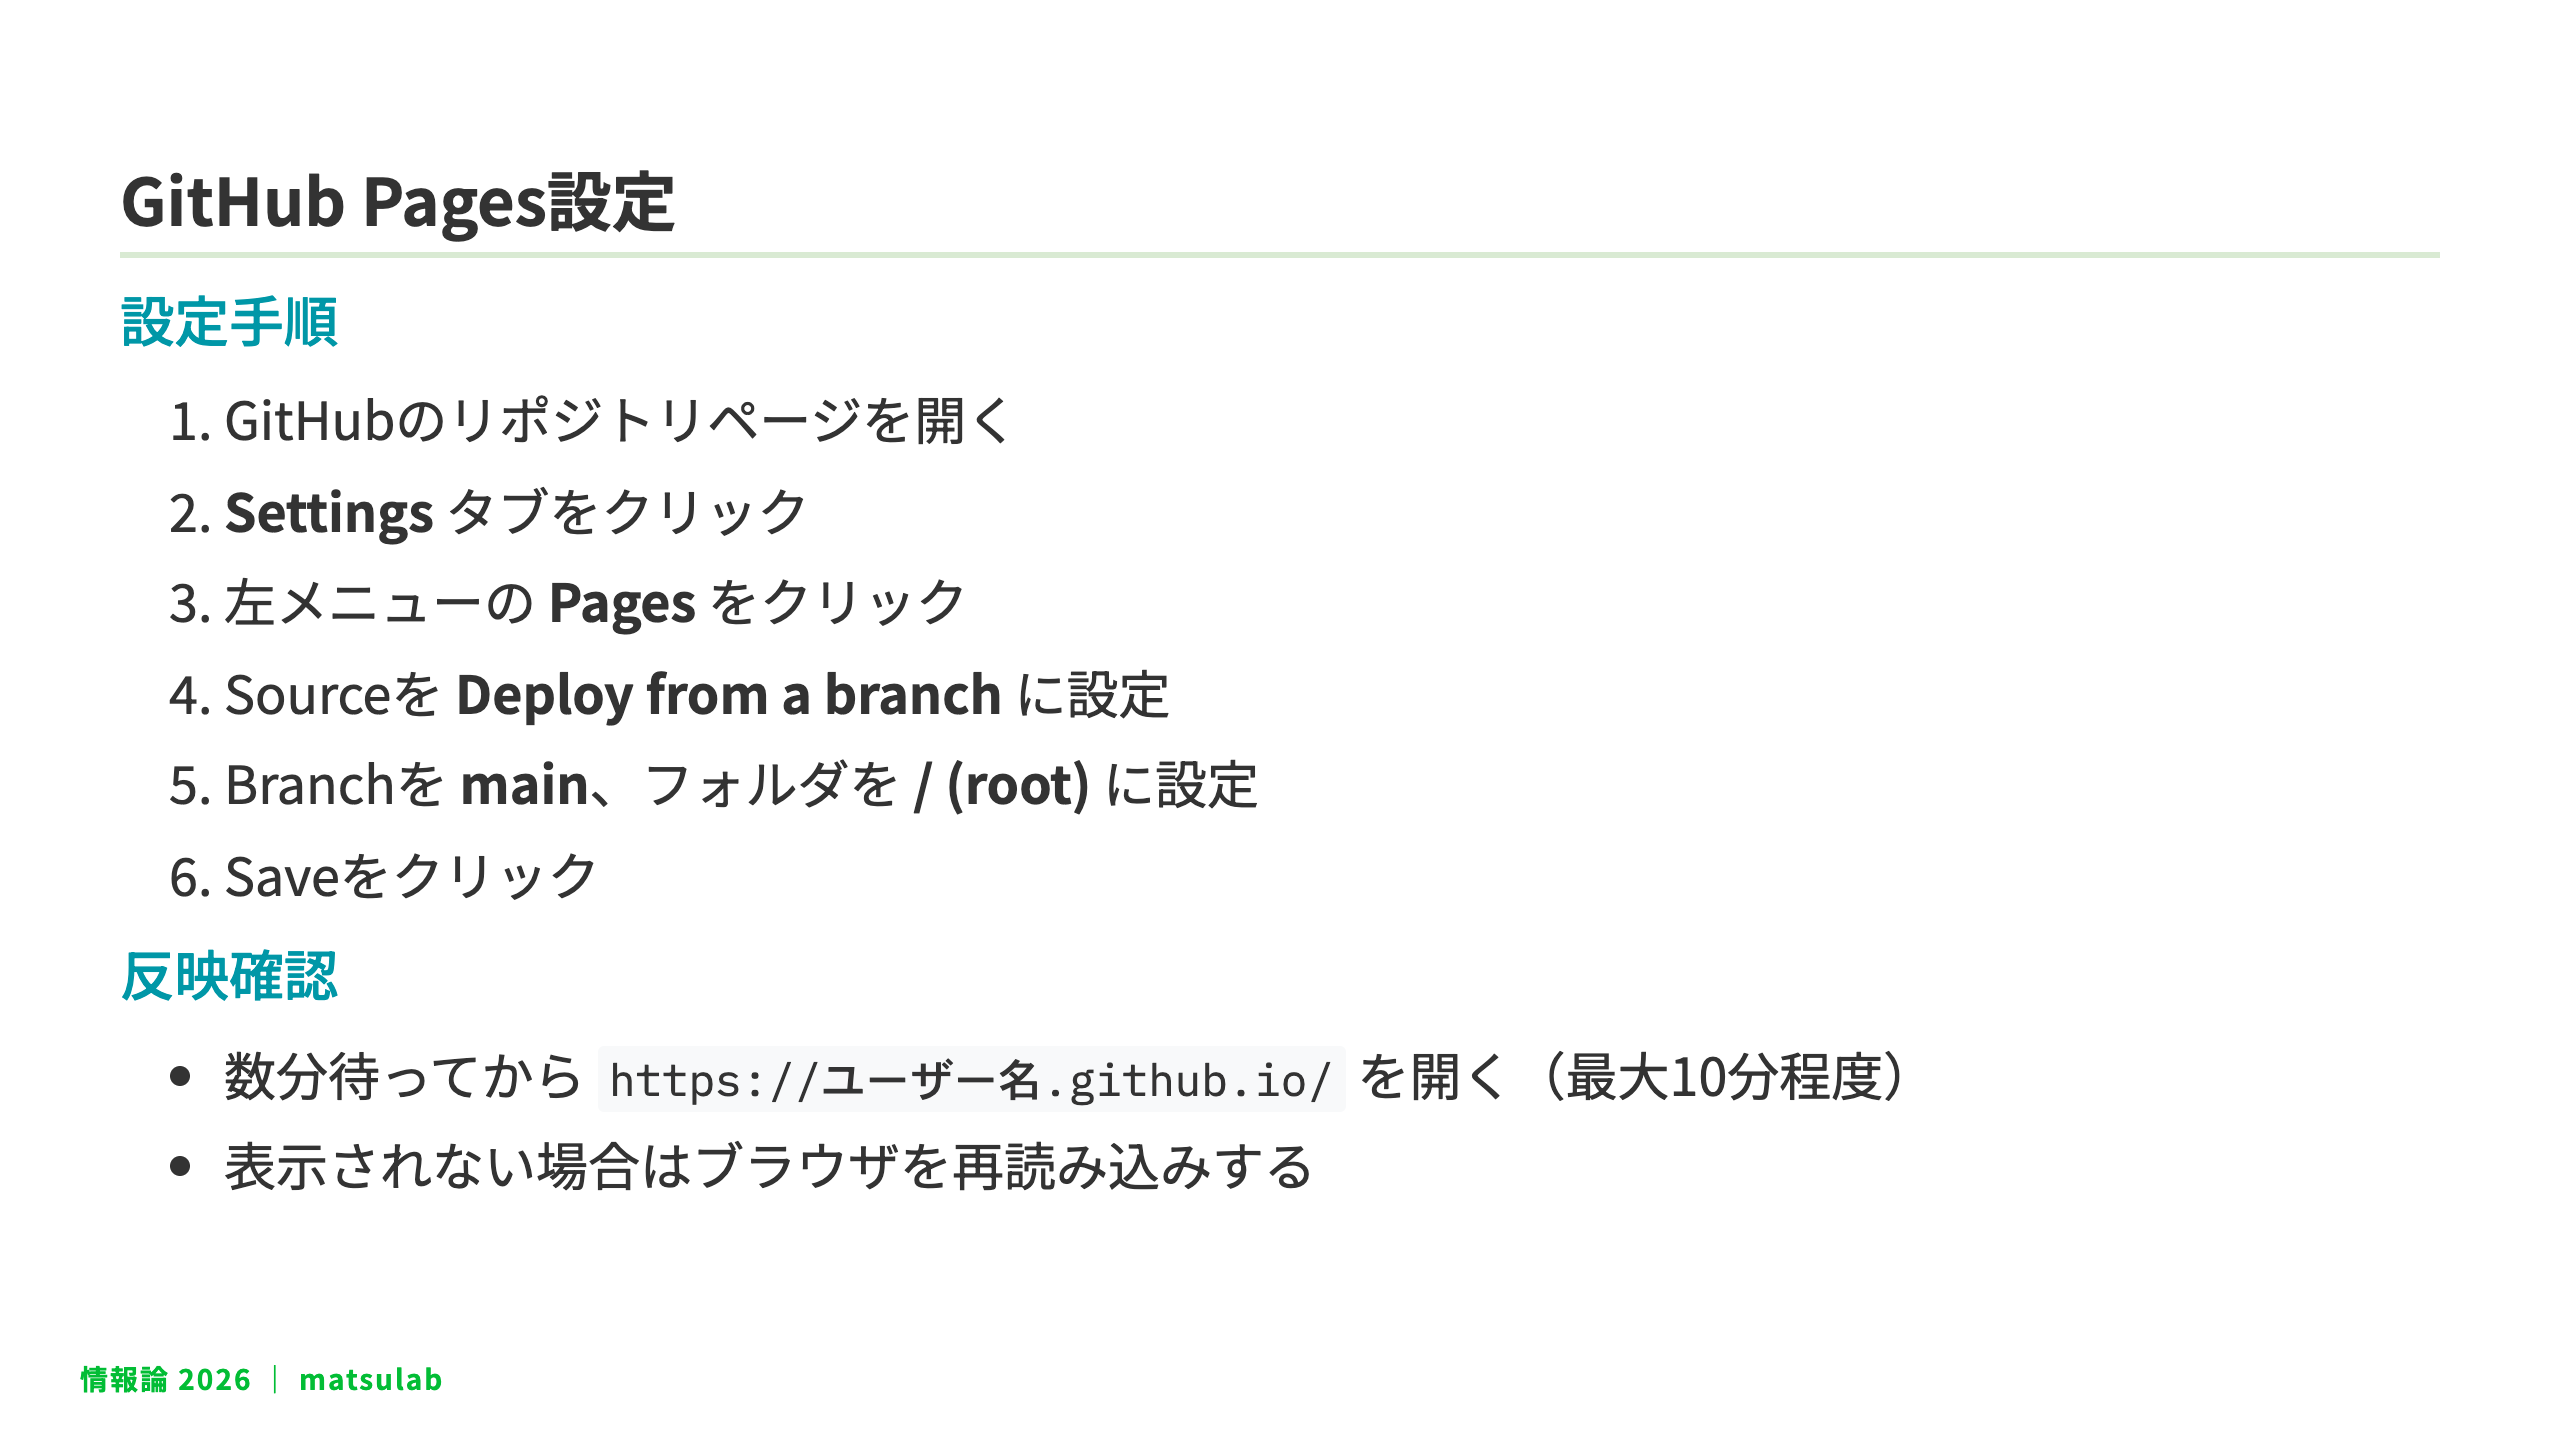 GitHub Pages設定
設定手順
1. GitHubのリポジトリページを開く
2. Settings タブをクリック
3. 左メニューの Pages をクリック
4. Sourceを Deploy from a branch に設定
5. Branchを main、フォルダを / (root) に設定
6. Saveをクリック
反映確認
• 数分待ってから https://ユーザー名.github.io/ を開く（最大10分程度）
• 表示されない場合はブラウザを再読み込みする
情報論 2026 ｜ matsulab